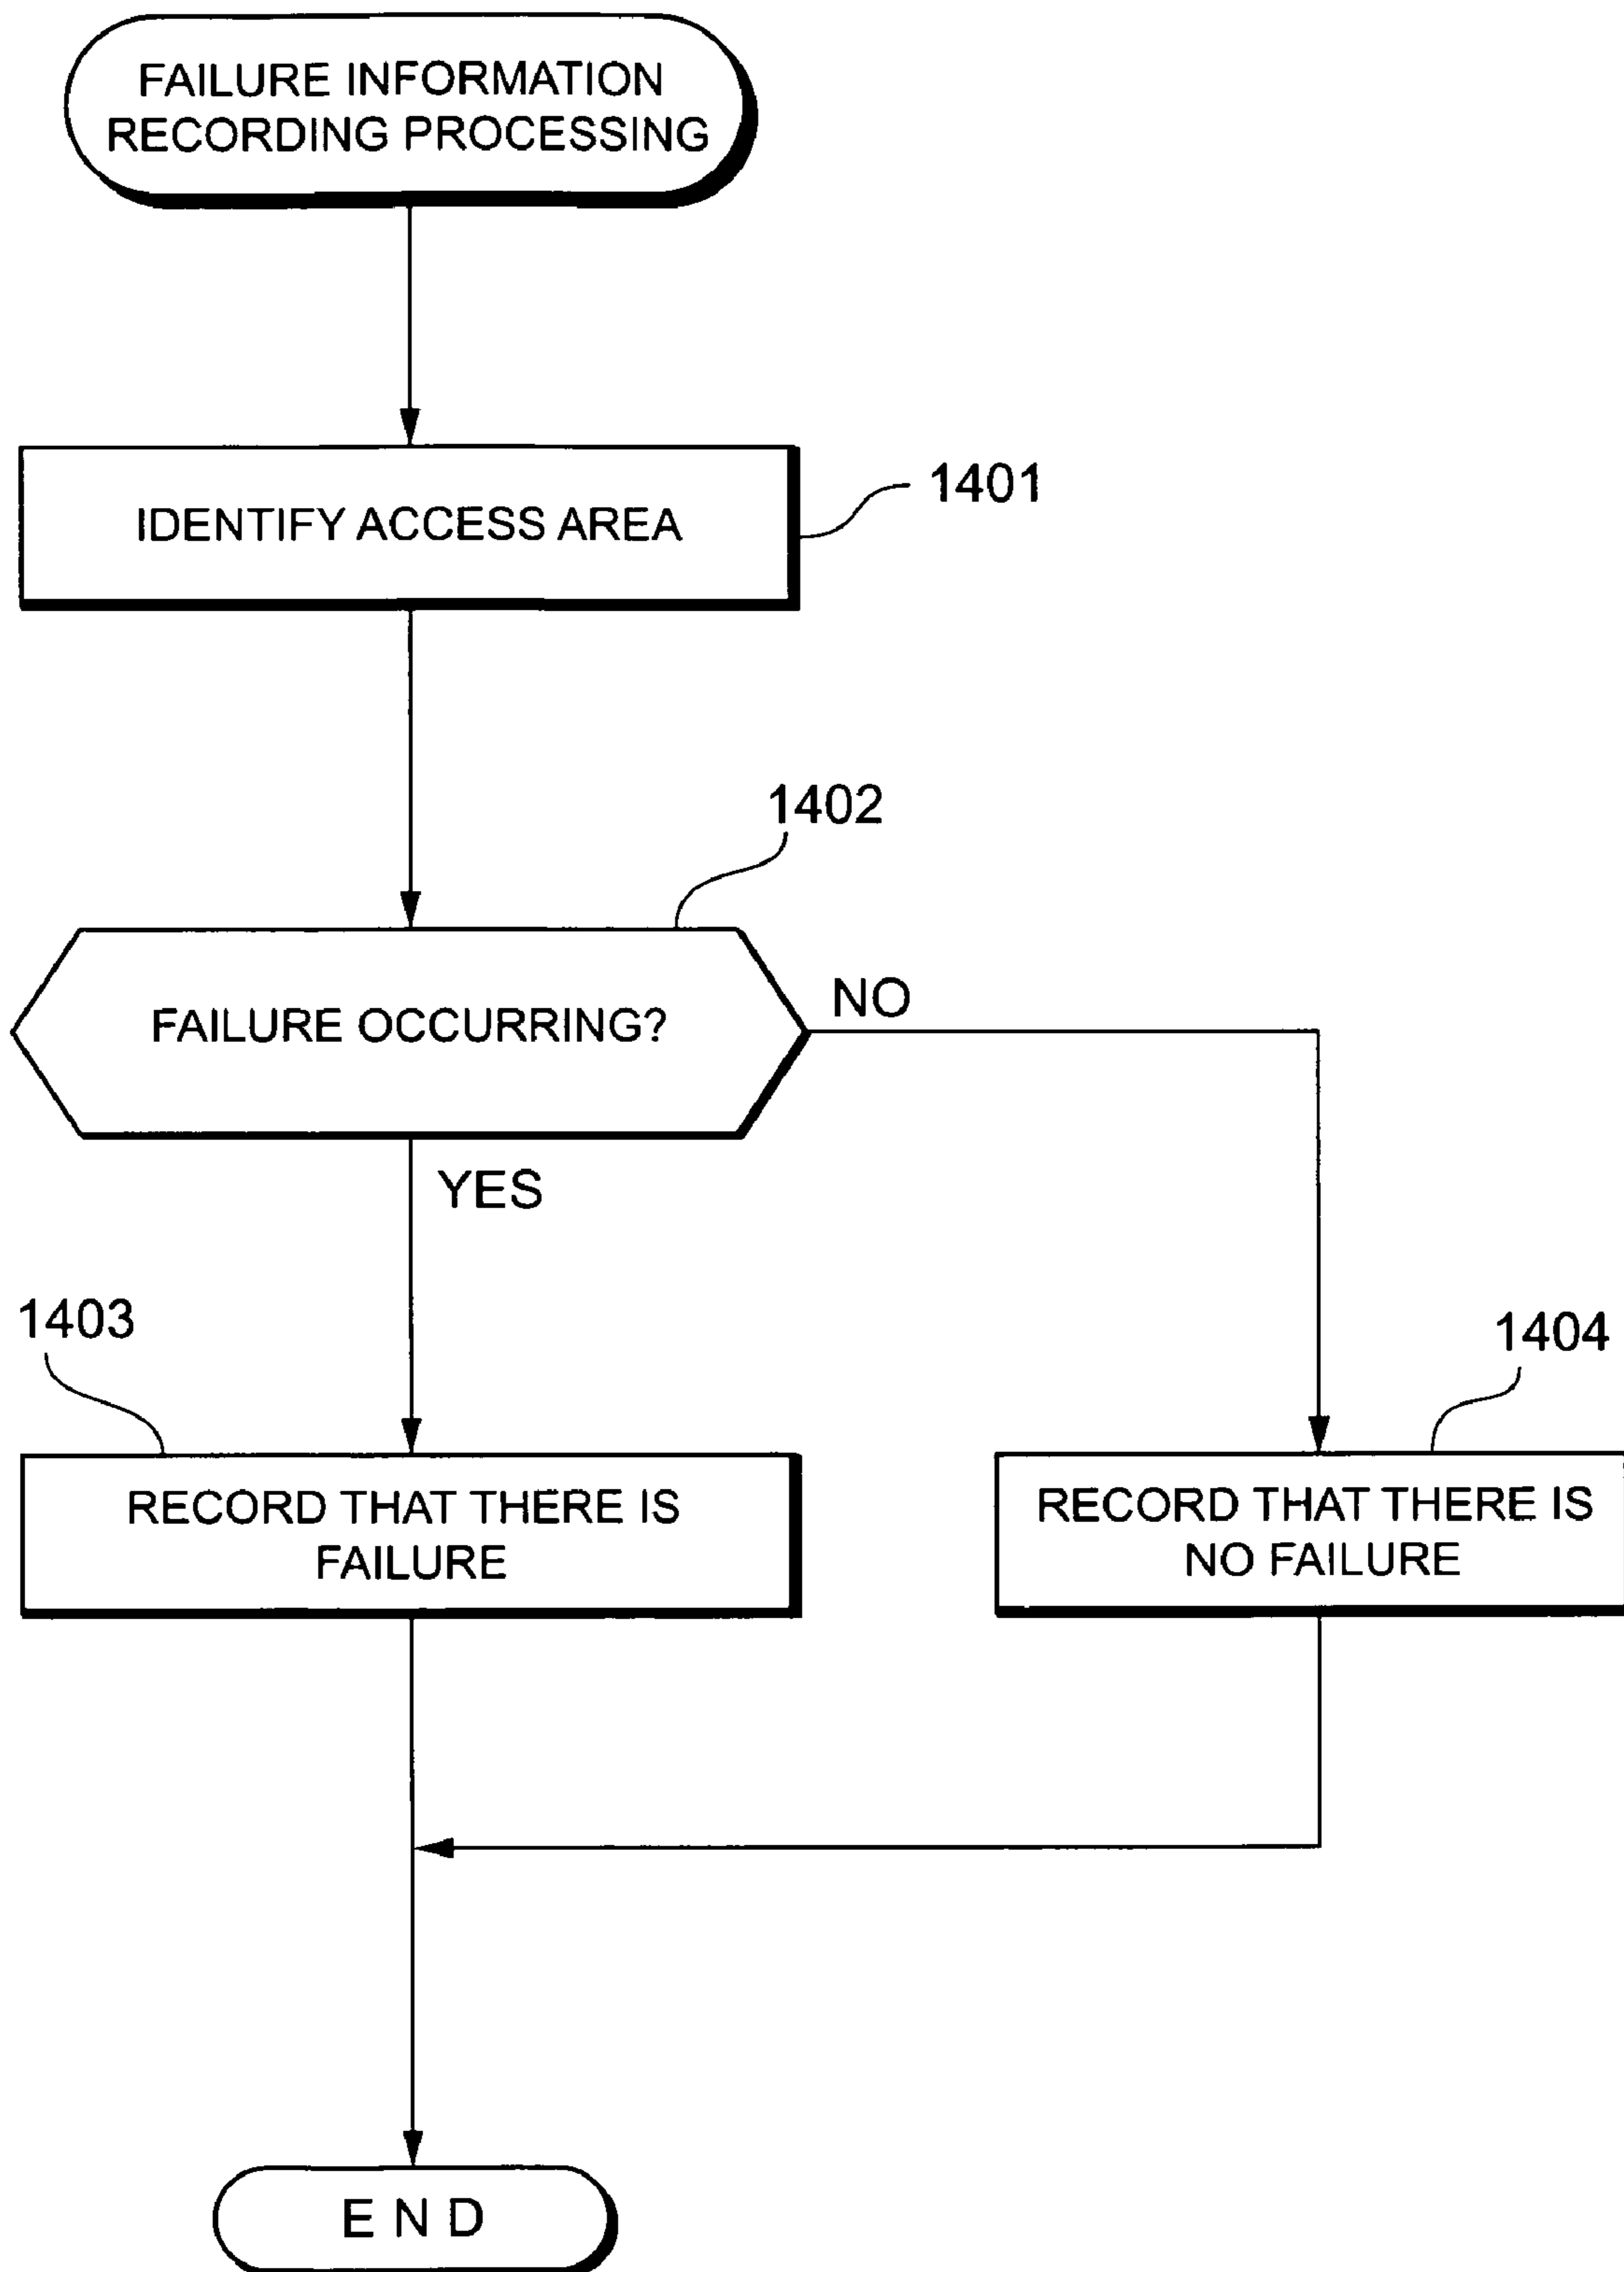 FAILURE INFORMATION
RECORDING PROCESSING
IDENTIFY ACCESS AREA
1401
1402
FAILURE OCCURRING?
NO
YES
1403
RECORD THAT THERE IS
FAILURE
1404
RECORD THAT THERE IS
NO FAILURE
END